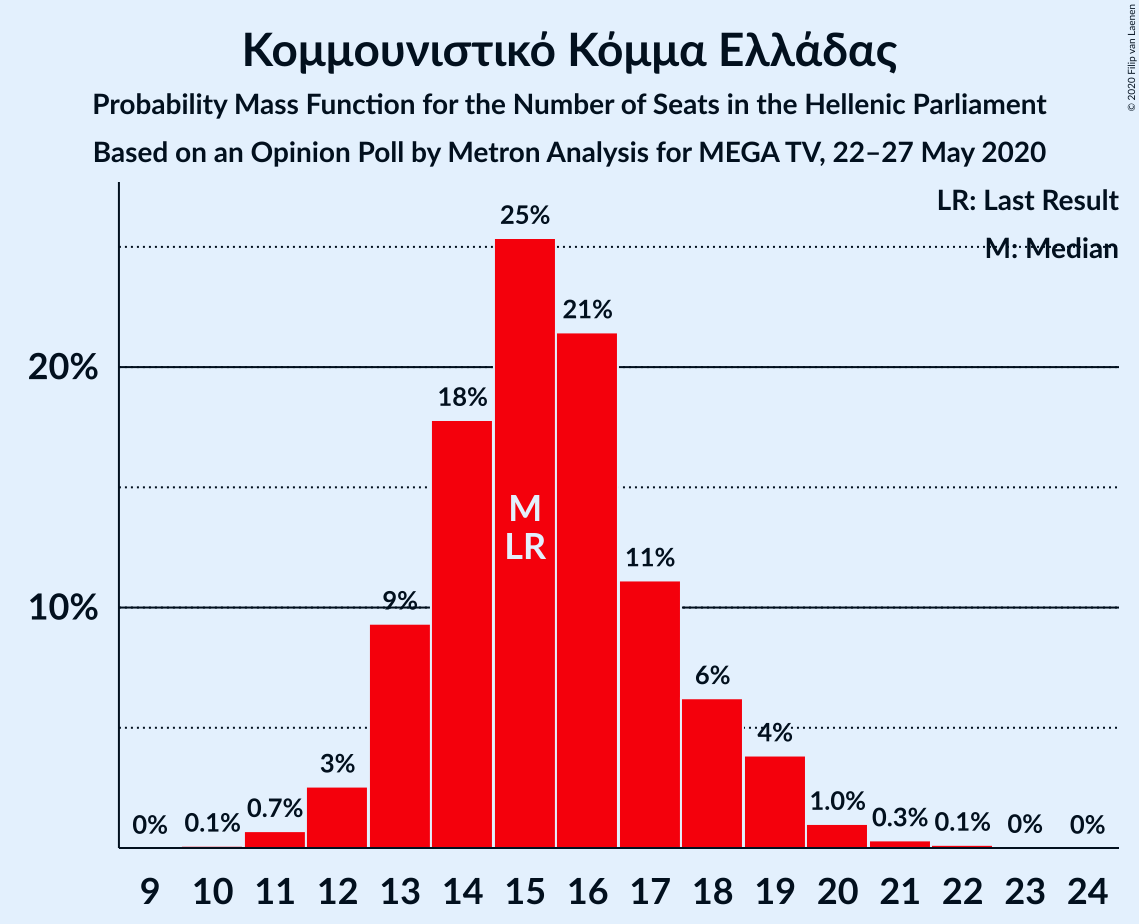 Κομμουνιστικό Κόμμα Ελλάδας
Probability Mass Function for the Number of Seats in the Hellenic Parliament
Based on an Opinion Poll by Metron Analysis for MEGA TV, 22–27 May 2020
© 2020 Filip van Laenen
LR: Last Result
M: Median
20%
10%
0%
0.1%
0.7%
3%
9%
18%
25%
21%
11%
6%
4%
1.0%
0.3%
0.1%
0%
0%
M
LR
9 10 11 12 13 14 15 16 17 18 19 20 21 22 23 24